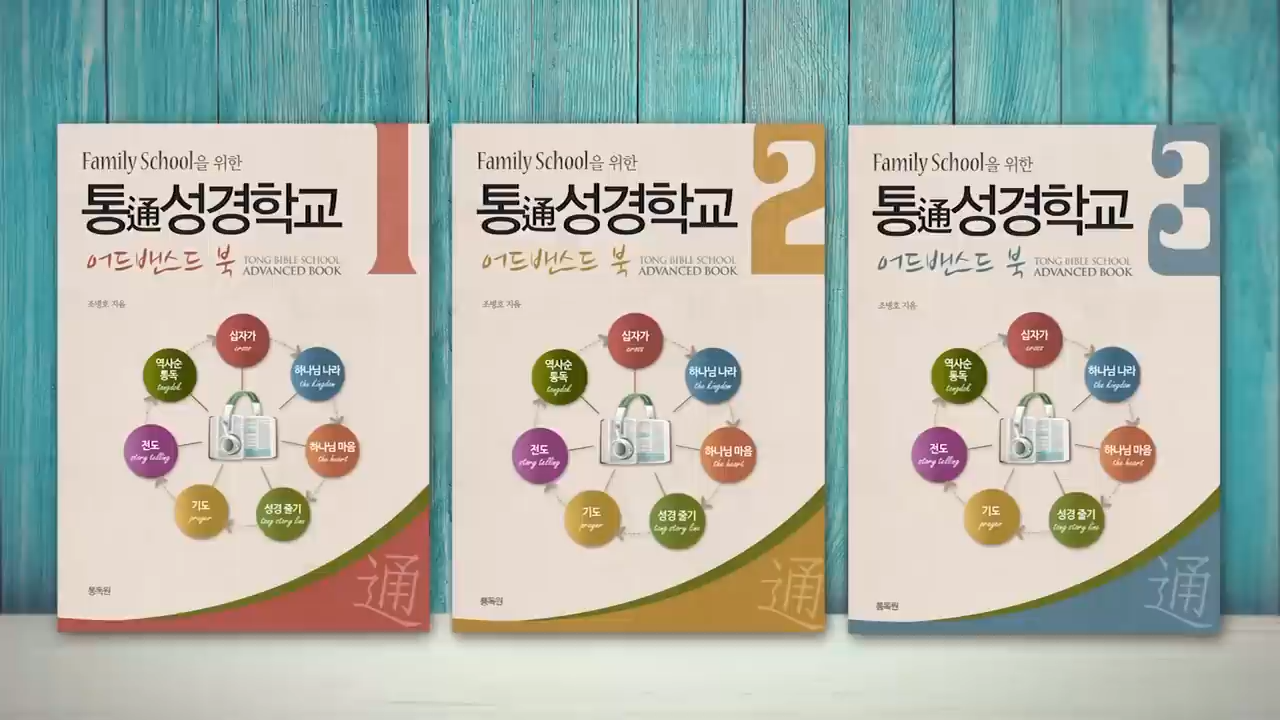 Family School을 위한
통通성경학교
어드밴스드 북
TONG BIBLE SCHOOL
ADVANCED BOOK
1
조병호 지음
십자가
cross
하나님 나라
the kingdom
하나님 마음
the heart
성경 줄기
tong story line
기도
prayer
전도
story telling
역사순
통독
tongdok
통독원
通
Family School을 위한
통通성경학교
어드밴스드 북
TONG BIBLE SCHOOL
ADVANCED BOOK
2
조병호 지음
십자가
cross
하나님 나라
the kingdom
하나님 마음
the heart
성경 줄기
tong story line
기도
prayer
전도
story telling
역사순
통독
tongdok
통독원
通
Family School을 위한
통通성경학교
어드밴스드 북
TONG BIBLE SCHOOL
ADVANCED BOOK
3
조병호 지음
십자가
cross
하나님 나라
the kingdom
하나님 마음
the heart
성경 줄기
tong story line
기도
prayer
전도
story telling
역사순
통독
tongdok
통독원
通